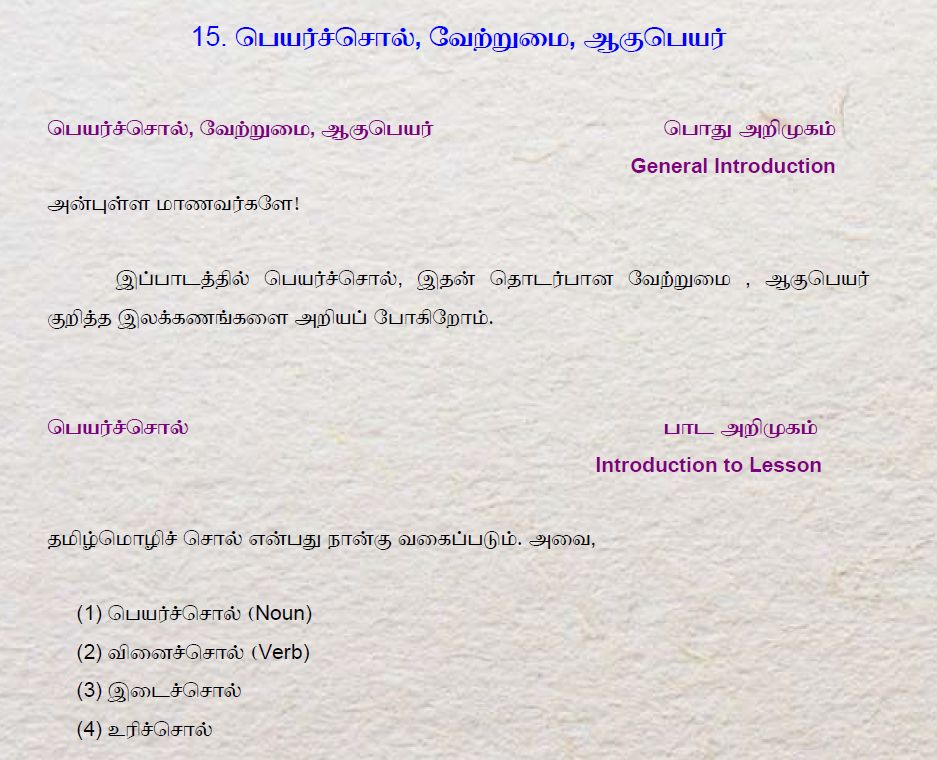 15. பெயர்ச்சொல், வேற்றுமை, ஆகுபெயர்
பெயர்ச்சொல், வேற்றுமை, ஆகுபெயர் பொது அறிமுகம்
General Introduction
அன்புள்ள மாணவர்களே!
இப்பாடத்தில் பெயர்ச்சொல், இதன் தொடர்பான வேற்றுமை , ஆகுபெயர்
குறித்த இலக்கணங்களை அறியப் போகிறோம்.
பெயர்ச்சொல் பாட அறிமுகம்
Introduction to Lesson
தமிழ்மொழிச் சொல் என்பது நான்கு வகைப்படும். அவை,
(1) பெயர்ச்சொல் (Noun)
(2) வினைச்சொல் (Verb)
(3) இடைச்சொல்
(4) உரிச்சொல்